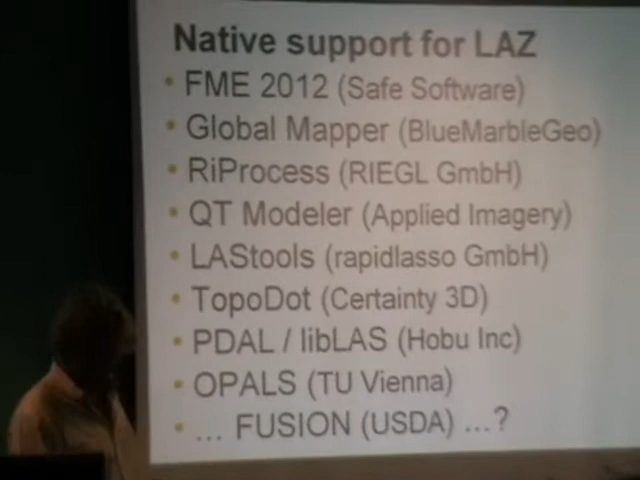 Native support for LAZ
• FME 2012 (Safe Software)
• Global Mapper (BlueMarbleGeo)
• RiProcess (RIEGL GmbH)
• QT Modeler (Applied Imagery)
• LAStools (rapidlasso GmbH)
• TopoDot (Certainty 3D)
• PDAL / libLAS (Hobu Inc)
• OPALS (TU Vienna)
• ... FUSION (USDA) ...?